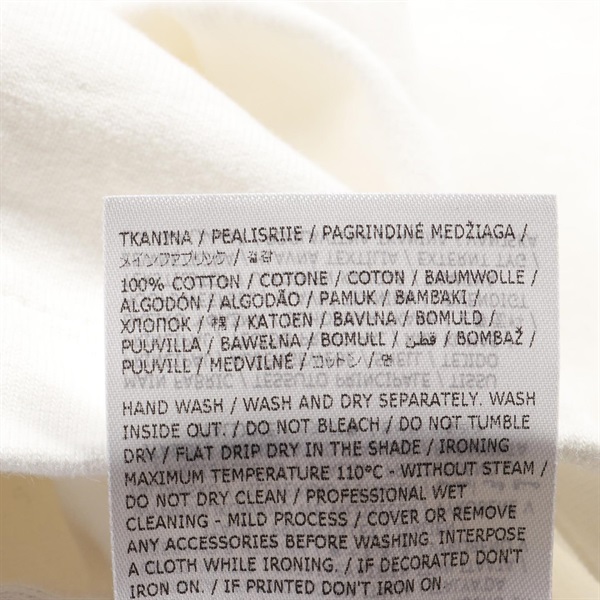 TKANINA / PEALISRIIE / PAGRINDINĖ MEDŽIAGA /
メインファブリック / 겉감
100% COTTON / COTONE / COTON / BAUMWOLLE /
ALGODÓN / ALGODÃO / PAMUK / ΒΑΜΒΑΚΙ /
ХЛОПОК / 棉 / KATOEN / BAVLNA / BOMULD /
PUUVILLA / BAWEŁNA / BOMULL / قطن / BOMBAŽ /
PUUVILL / MEDVILNĖ / コットン / 면
HAND WASH / WASH AND DRY SEPARATELY. WASH
INSIDE OUT. / DO NOT BLEACH / DO NOT TUMBLE
DRY / FLAT DRIP DRY IN THE SHADE / IRONING
MAXIMUM TEMPERATURE 110°C - WITHOUT STEAM /
DO NOT DRY CLEAN / PROFESSIONAL WET
CLEANING - MILD PROCESS / COVER OR REMOVE
ANY ACCESSORIES BEFORE WASHING. INTERPOSE
A CLOTH WHILE IRONING. / IF DECORATED DON'T
IRON ON. / IF PRINTED DON'T IRON ON.